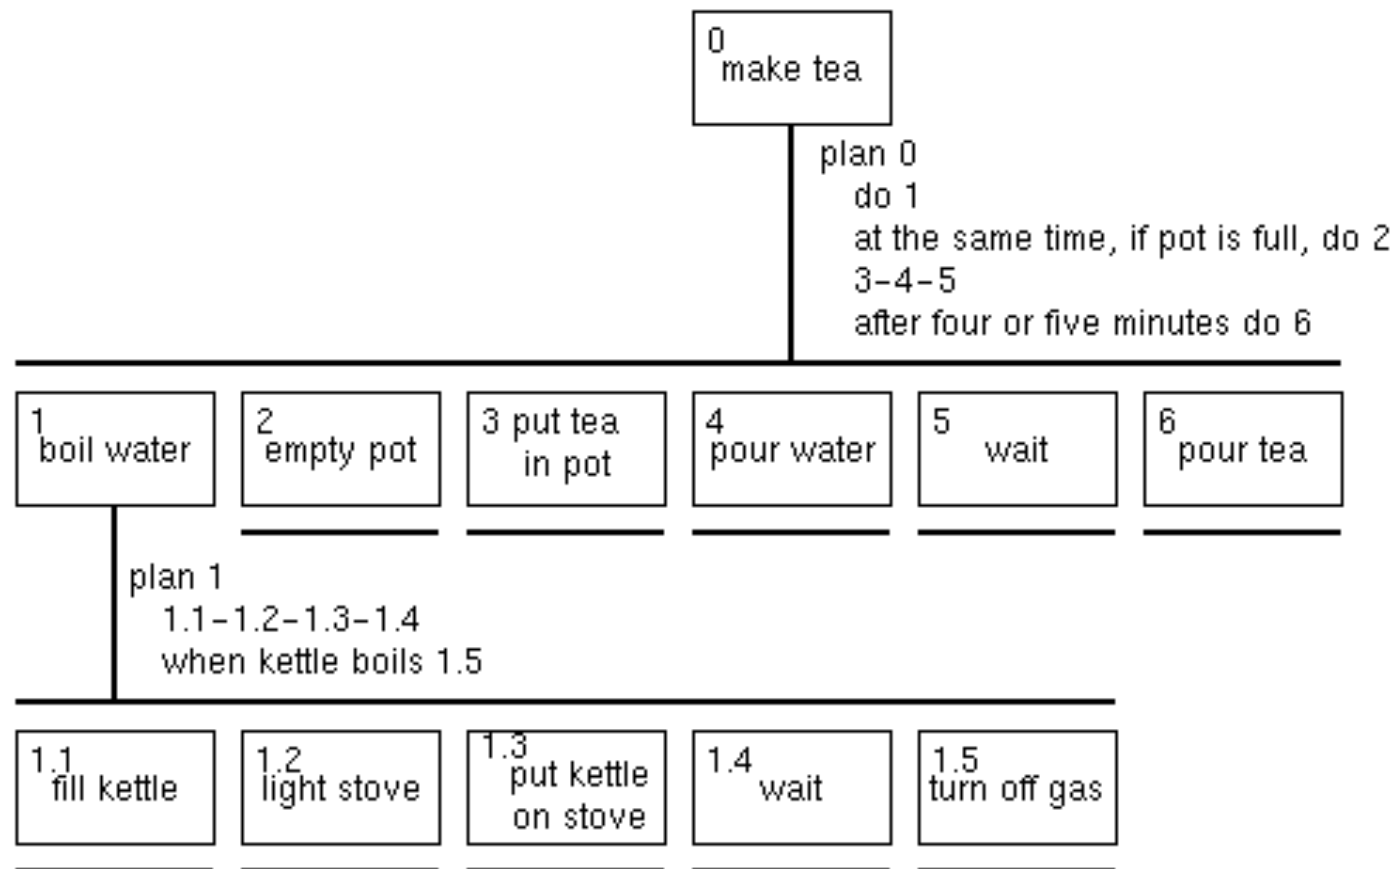 0
make tea
plan 0
do 1
at the same time, if pot is full, do 2
3-4-5
after four or five minutes do 6
1
boil water
2
empty pot
3 put tea
in pot
4
pour water
5
wait
6
pour tea
plan 1
1.1-1.2-1.3-1.4
when kettle boils 1.5
1.1
fill kettle
1.2
light stove
1.3
put kettle
on stove
1.4
wait
1.5
turn off gas